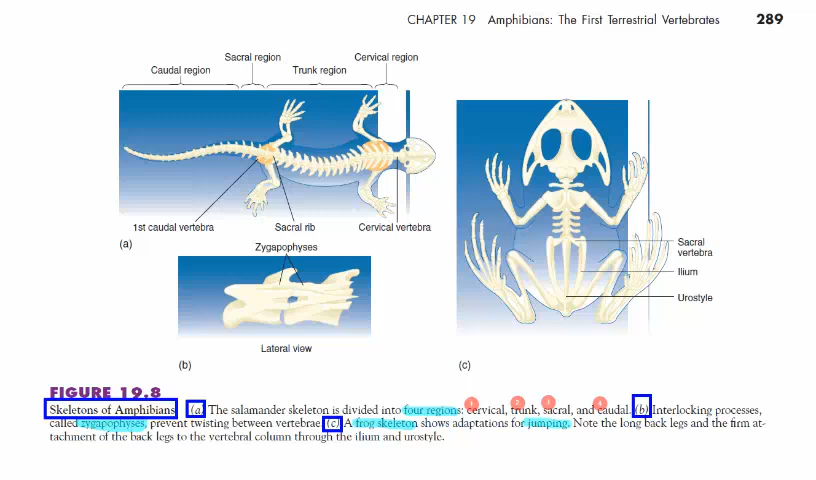 CHAPTER 19 Amphibians: The First Terrestrial Vertebrates 289
Sacral region Cervical region
Caudal region Trunk region
1st caudal vertebra Sacral rib Cervical vertebra
(a)
Zygapophyses
Lateral view
(b)
Sacral
vertebra
Ilium
Urostyle
(c)
FIGURE 19.8
1 2 3 4
Skeletons of Amphibians. (a) The salamander skeleton is divided into four regions: cervical, trunk, sacral, and caudal. (b) Interlocking processes,
called zygapophyses, prevent twisting between vertebrae. (c) A frog skeleton shows adaptations for jumping. Note the long back legs and the firm at-
tachment of the back legs to the vertebral column through the ilium and urostyle.